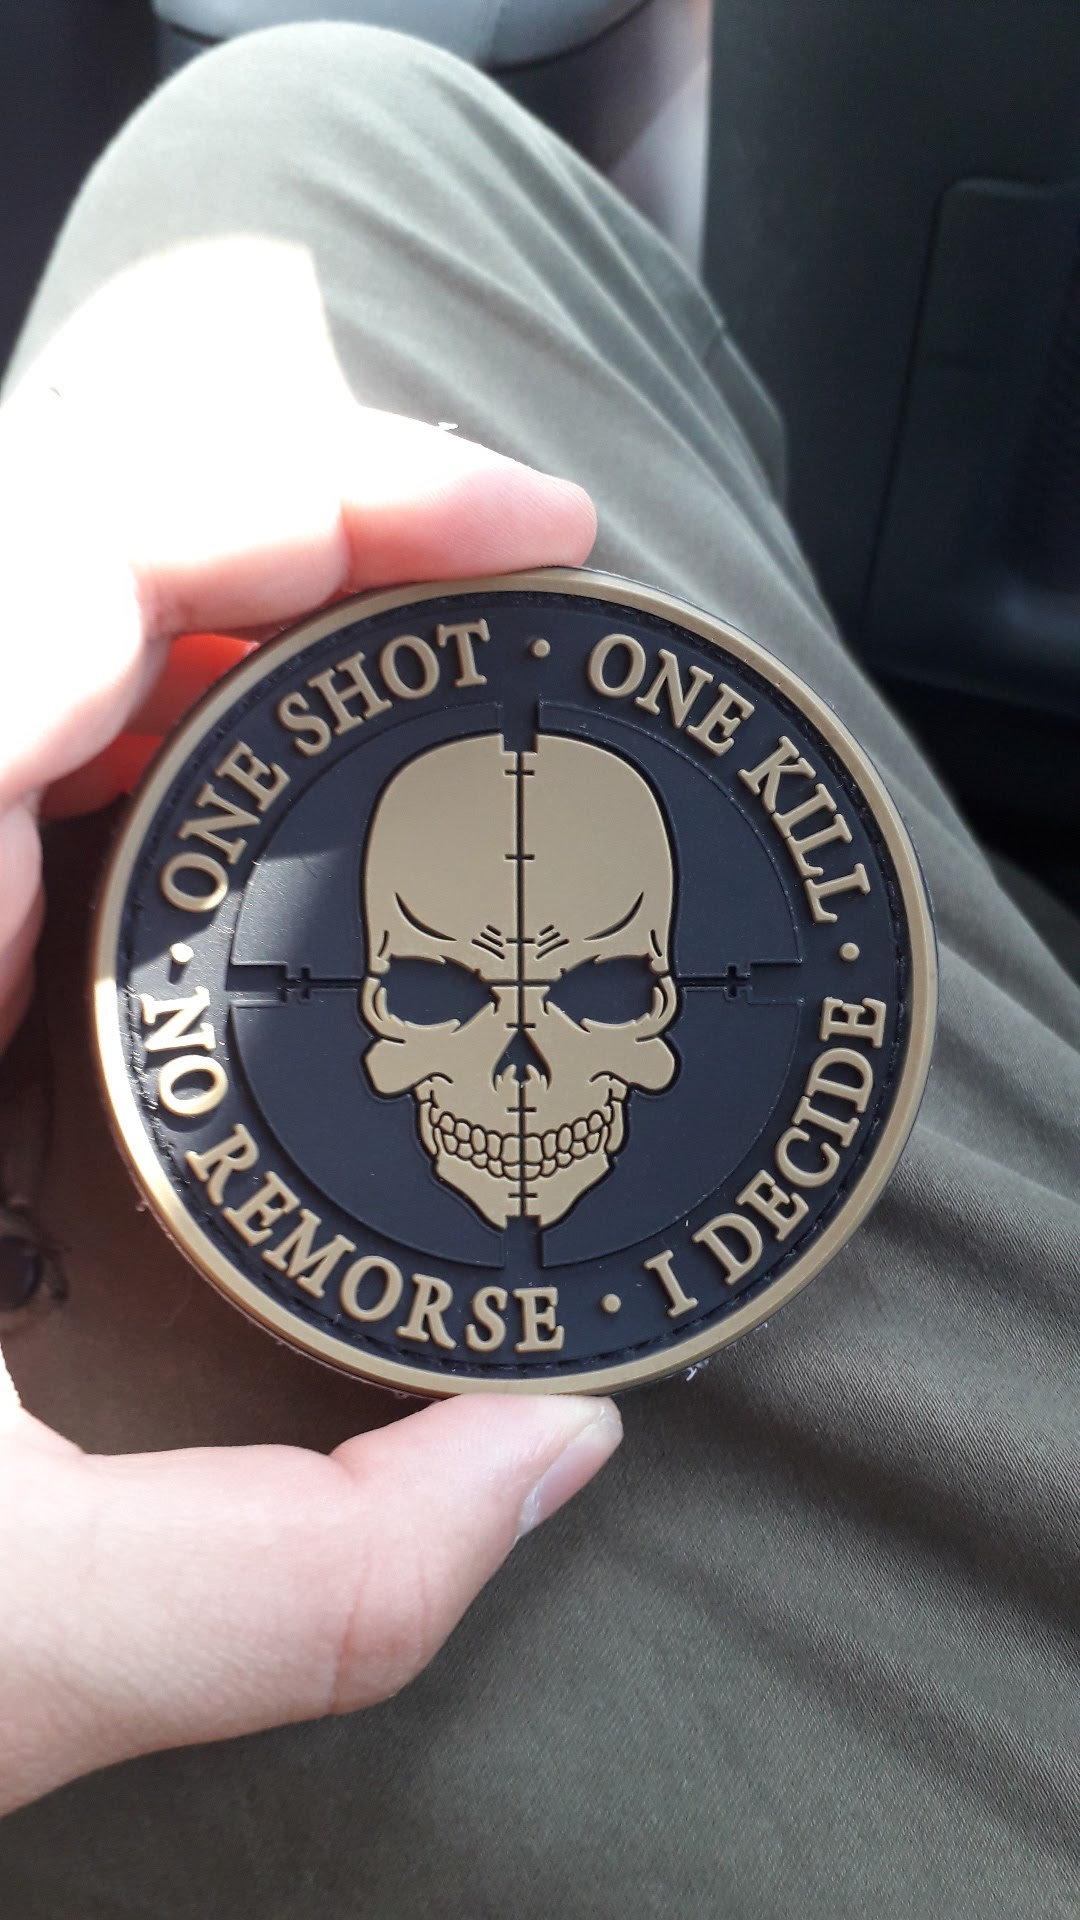 ONE SHOT · ONE KILL ·
NO REMORSE · I DECIDE